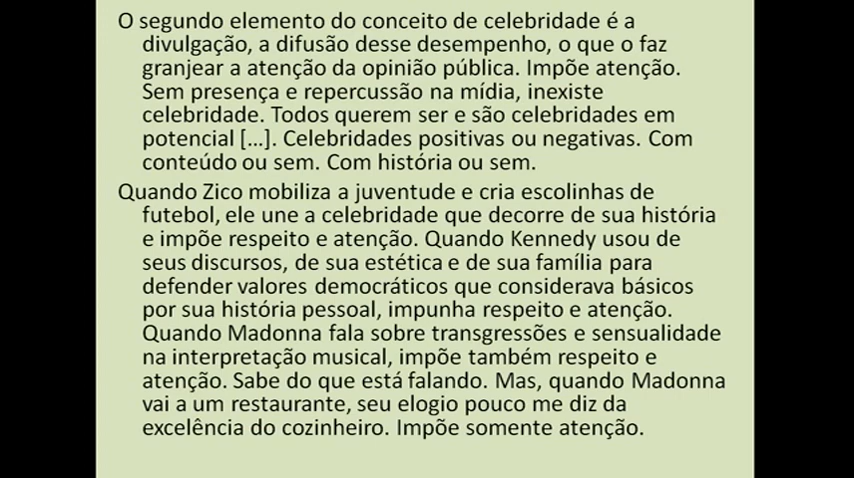 O segundo elemento do conceito de celebridade é a
divulgação, a difusão desse desempenho, o que o faz
granjear a atenção da opinião pública. Impõe atenção.
Sem presença e repercussão na mídia, inexiste
celebridade. Todos querem ser e são celebridades em
potencial [...]. Celebridades positivas ou negativas. Com
conteúdo ou sem. Com história ou sem.
Quando Zico mobiliza a juventude e cria escolinhas de
futebol, ele une a celebridade que decorre de sua história
e impõe respeito e atenção. Quando Kennedy usou de
seus discursos, de sua estética e de sua família para
defender valores democráticos que considerava básicos
por sua história pessoal, impunha respeito e atenção.
Quando Madonna fala sobre transgressões e sensualidade
na interpretação musical, impõe também respeito e
atenção. Sabe do que está falando. Mas, quando Madonna
vai a um restaurante, seu elogio pouco me diz da
excelência do cozinheiro. Impõe somente atenção.